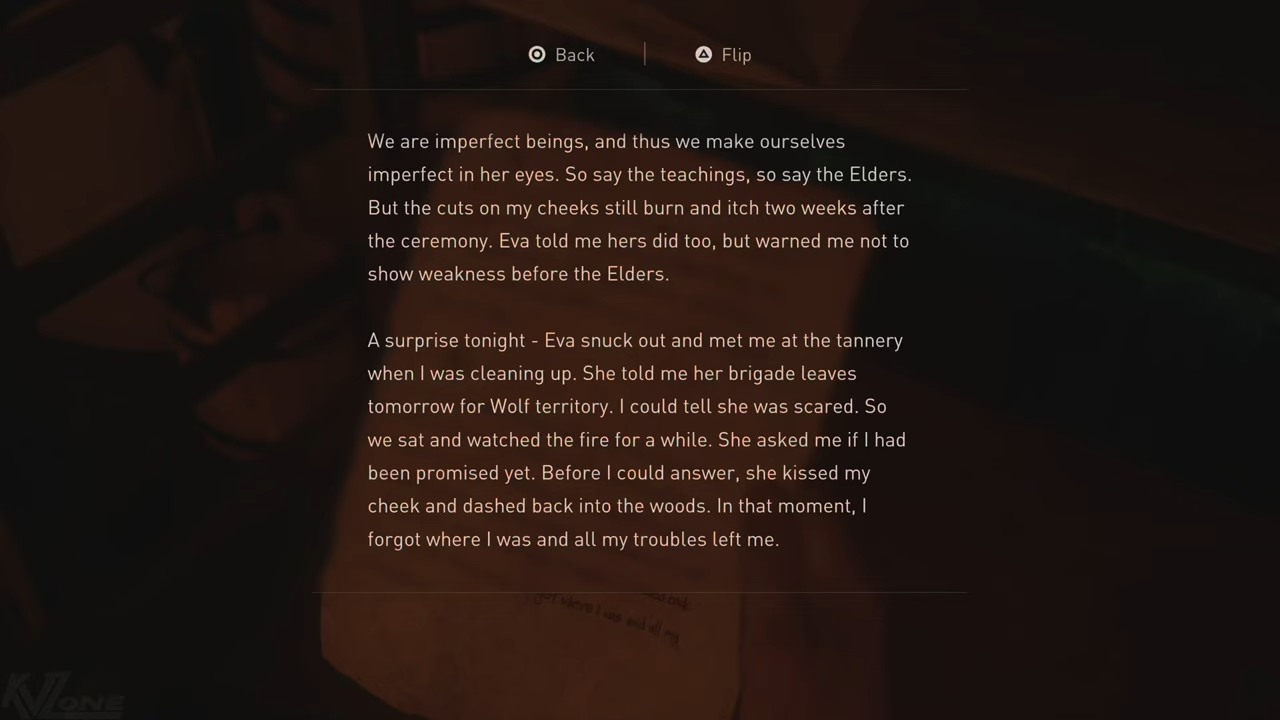 Back | Flip
We are imperfect beings, and thus we make ourselves
imperfect in her eyes. So say the teachings, so say the Elders.
But the cuts on my cheeks still burn and itch two weeks after
the ceremony. Eva told me hers did too, but warned me not to
show weakness before the Elders.
A surprise tonight - Eva snuck out and met me at the tannery
when I was cleaning up. She told me her brigade leaves
tomorrow for Wolf territory. I could tell she was scared. So
we sat and watched the fire for a while. She asked me if I had
been promised yet. Before I could answer, she kissed my
cheek and dashed back into the woods. In that moment, I
forgot where I was and all my troubles left me.
where I was and all my
KVZONE